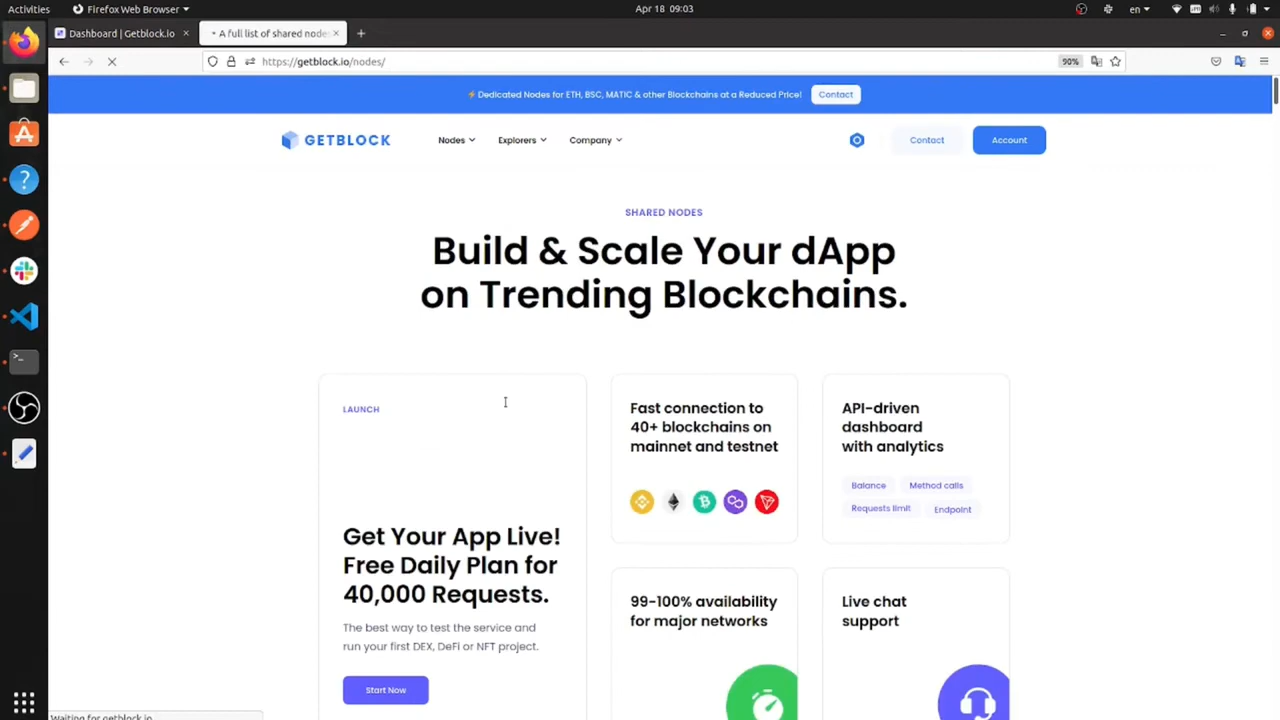 Activities
Firefox Web Browser
Apr 18 09:03
en
Dashboard | Getblock.io
A full list of shared node
https://getblock.io/nodes/
90%
⚡Dedicated Nodes for ETH, BSC, MATIC & other Blockchains at a Reduced Price!
Contact
GETBLOCK
Nodes
Explorers
Company
Contact
Account
SHARED NODES
Build & Scale Your dApp
on Trending Blockchains.
LAUNCH
Get Your App Live!
Free Daily Plan for
40,000 Requests.
The best way to test the service and
run your first DEX, DeFi or NFT project.
Start Now
Fast connection to
40+ blockchains on
mainnet and testnet
API-driven
dashboard
with analytics
Balance
Method calls
Requests limit
Endpoint
99-100% availability
for major networks
Live chat
support
Waiting for getblock.io